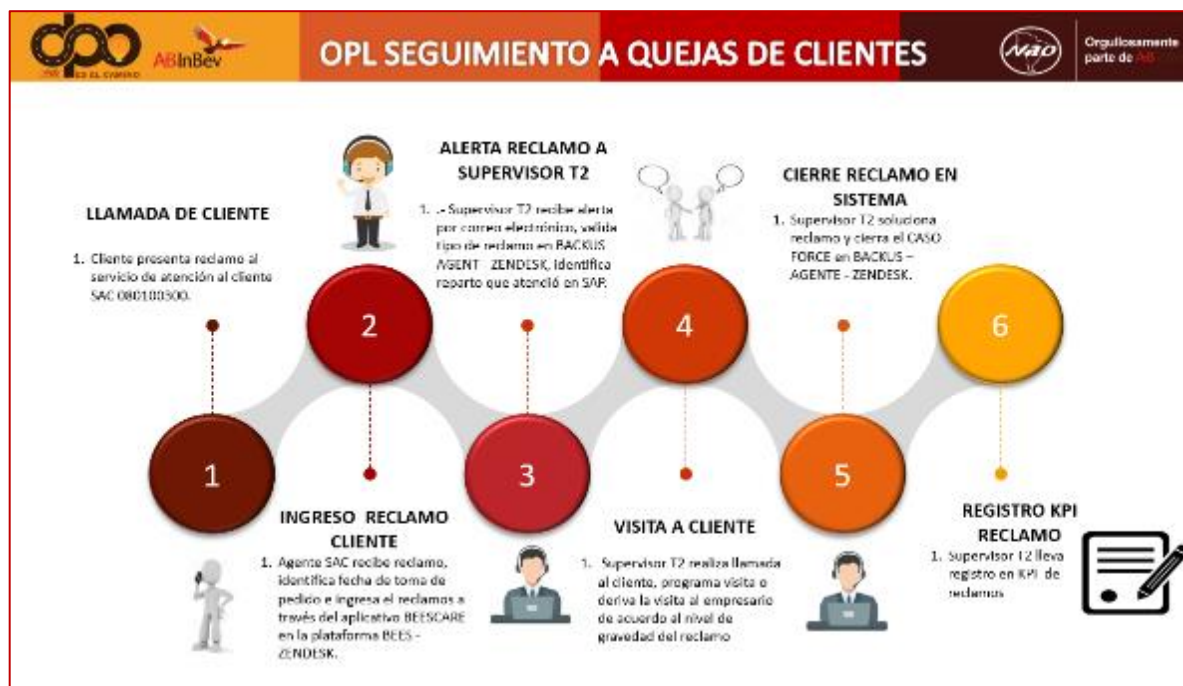 dpo
ES EL CAMINO
ABInBev
OPL SEGUIMIENTO A QUEJAS DE CLIENTES
Orgullosamente
parte de AB
LLAMADA DE CLIENTE
1. Cliente presenta reclamo al
servicio de atención al cliente
SAC 080100300.
1
2
INGRESO RECLAMO
CLIENTE
1. Agente SAC recibe reclamo,
identifica fecha de toma de
pedido e ingresa el reclamos a
través del aplicativo BEESCARE
en la plataforma BEES -
ZENDESK.
ALERTA RECLAMO A
SUPERVISOR T2
1. .- Supervisor T2 recibe alerta
por correo electrónico, valida
tipo de reclamo en BACKUS
AGENT - ZENDESK, identifica
reparto que atendió en SAP.
3
4
VISITA A CLIENTE
1. Supervisor T2 realiza llamada
al cliente, programa visita o
deriva la visita al empresario
de acuerdo al nivel de
gravedad del reclamo
CIERRE RECLAMO EN
SISTEMA
1. Supervisor T2 soluciona
reclamo y cierra el CASO
FORCE en BACKUS –
AGENTE - ZENDESK.
5
6
REGISTRO KPI
RECLAMO
1. Supervisor T2 lleva
registro en KPI de
reclamos